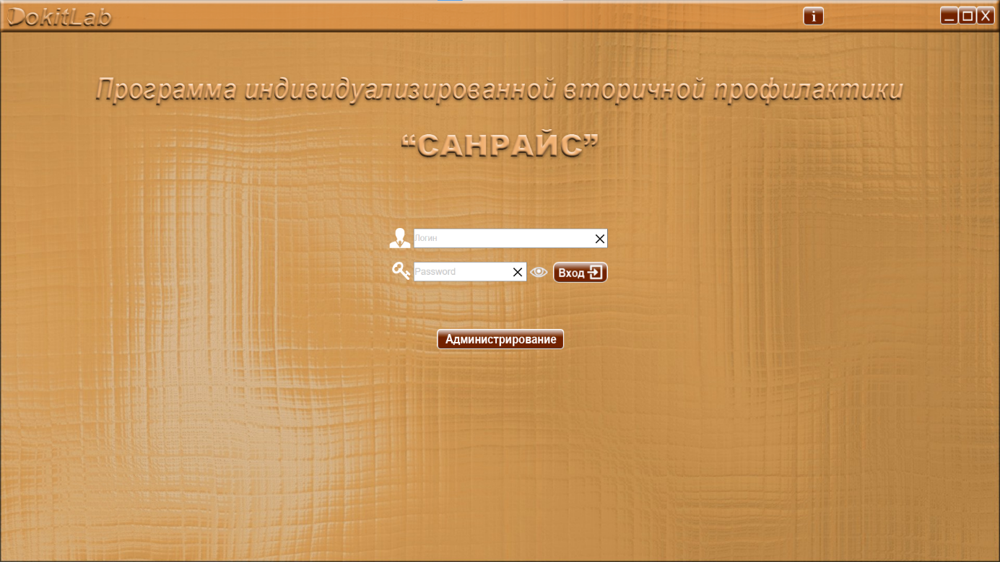 DokitLab
i
Программа индивидуализированной вторичной профилактики
“САНРАЙС”
Логин
Password
Вход
Администрирование